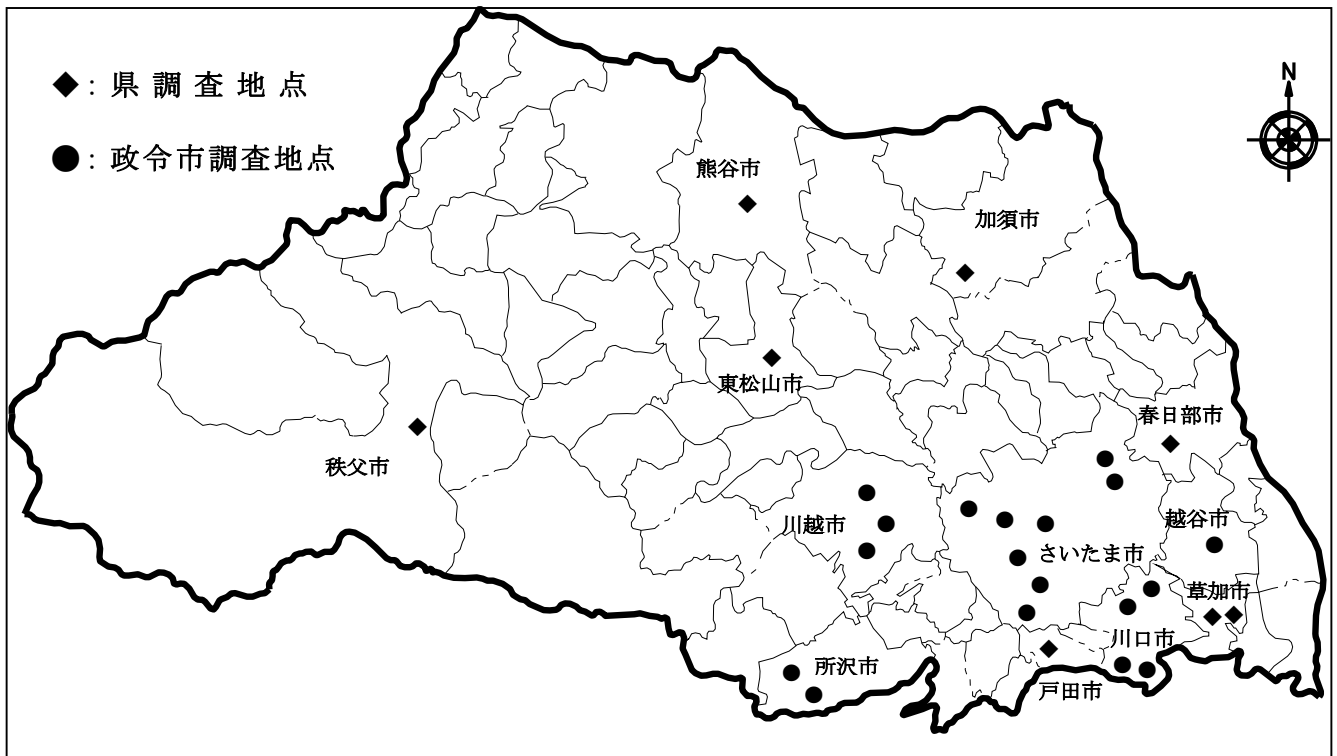 ◆: 県調査地点
●: 政令市調査地点
N
熊谷市
加須市
東松山市
春日部市
秩父市
川越市
越谷市
さいたま市
草加市
川口市
所沢市
戸田市